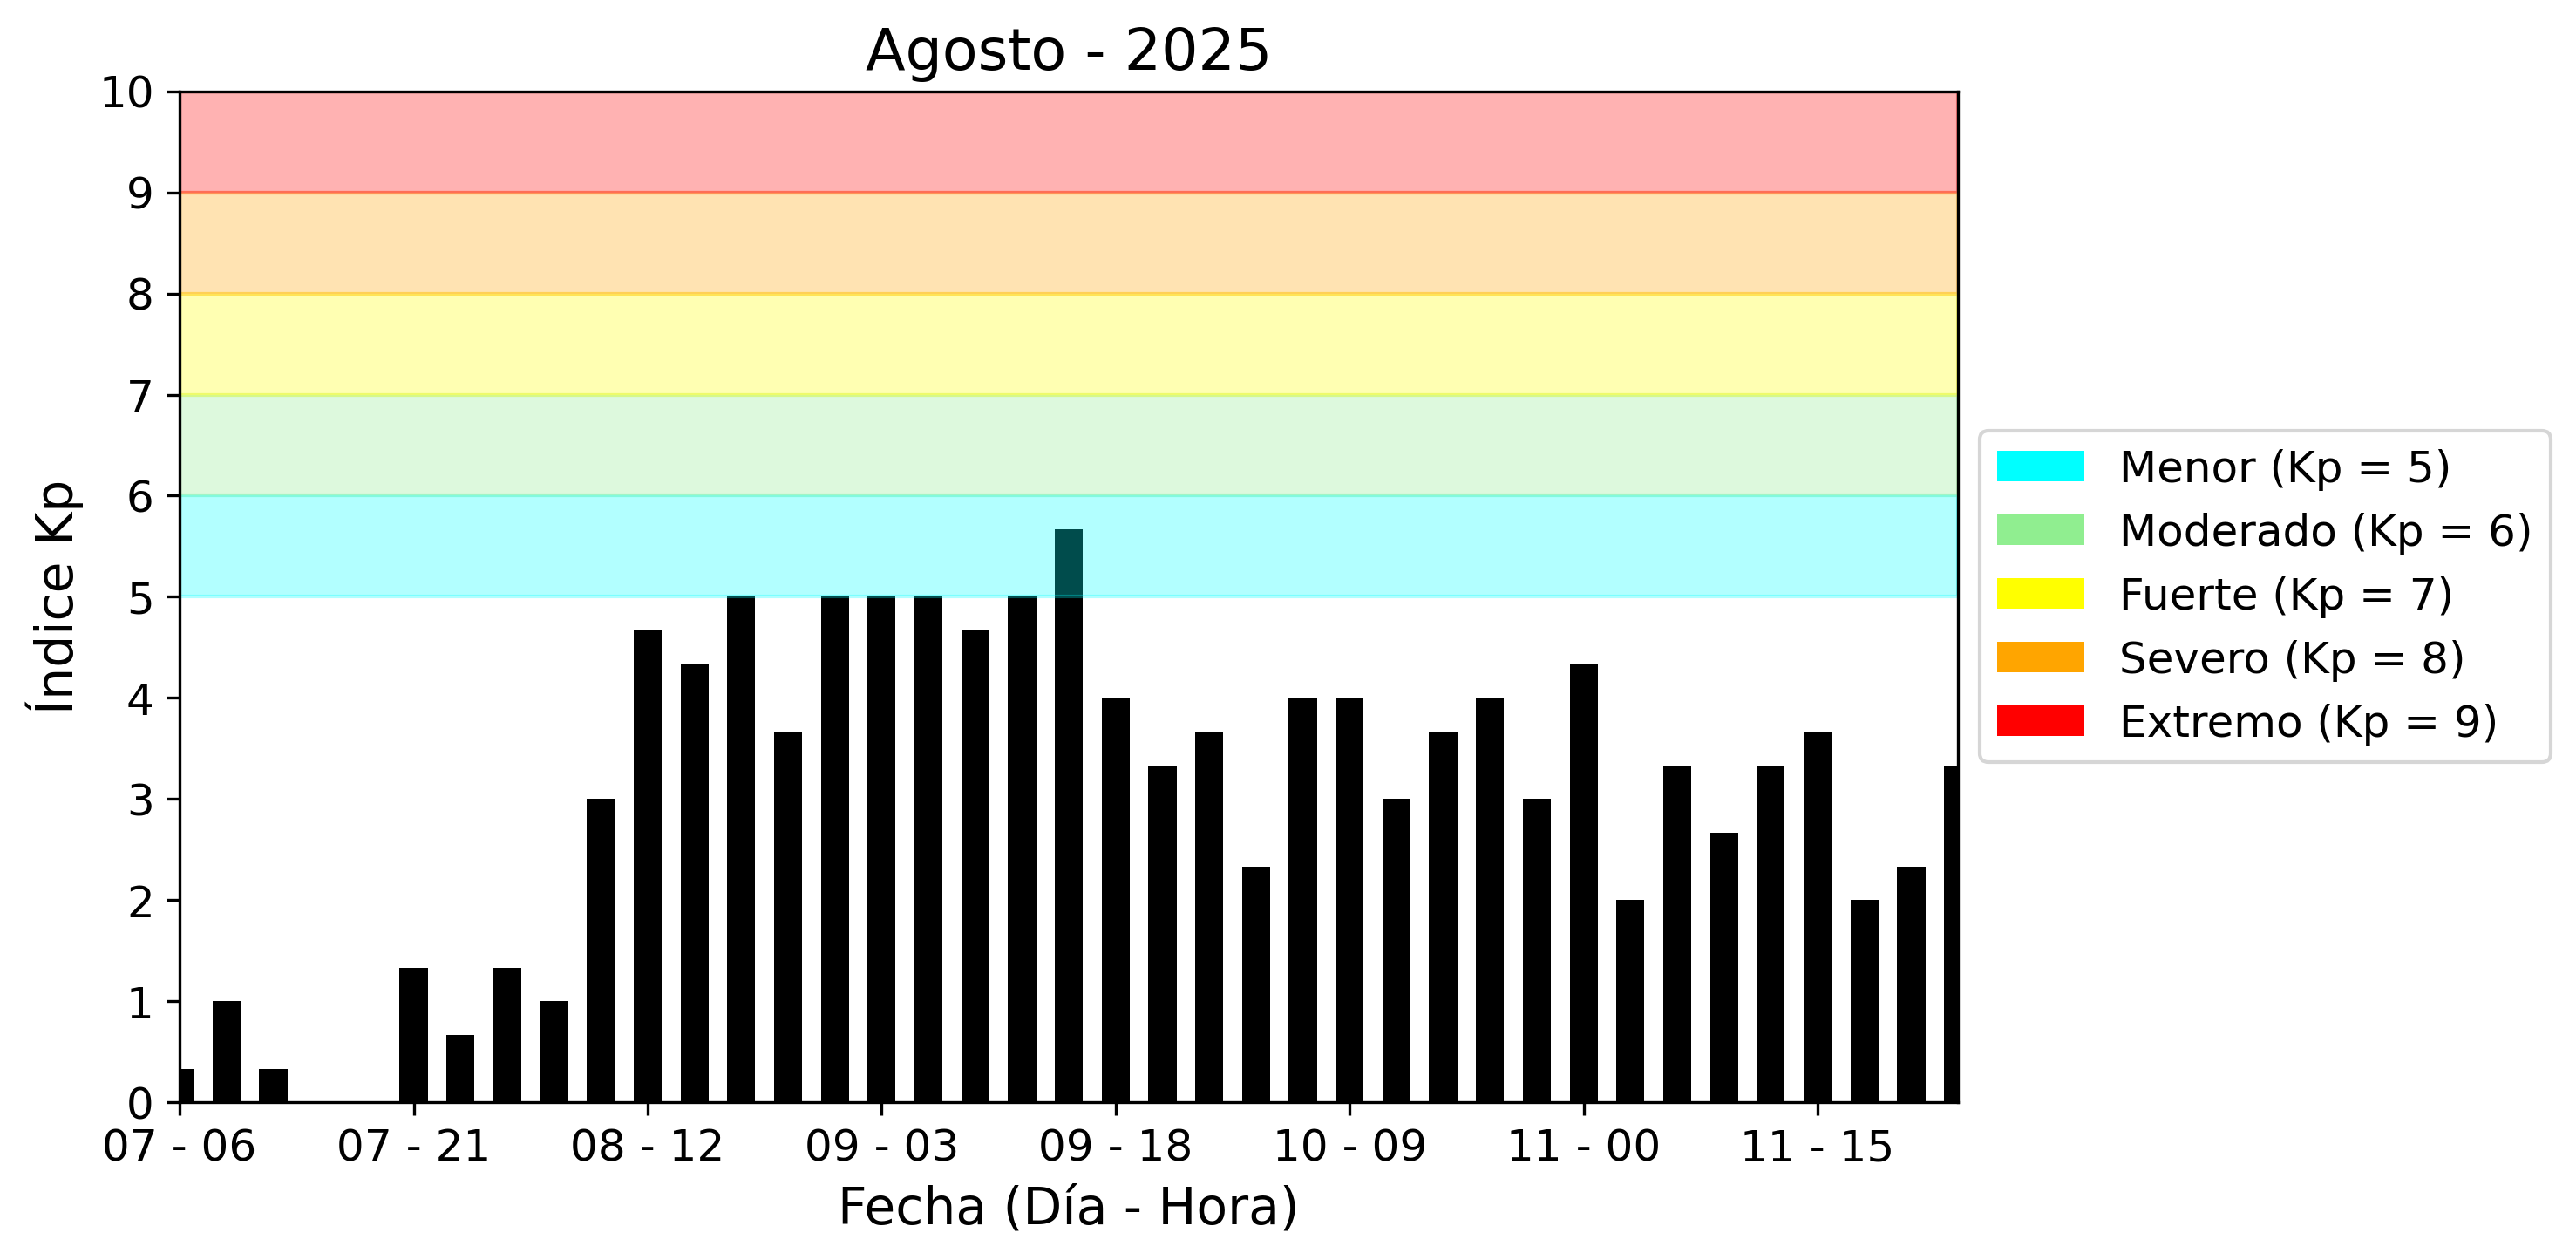 Agosto - 2025
10
9
8
7
6
5
4
3
2
1
0
Índice Kp
07 - 06
07 - 21
08 - 12
09 - 03
09 - 18
10 - 09
11 - 00
11 - 15
Fecha (Día - Hora)
Menor (Kp = 5)
Moderado (Kp = 6)
Fuerte (Kp = 7)
Severo (Kp = 8)
Extremo (Kp = 9)